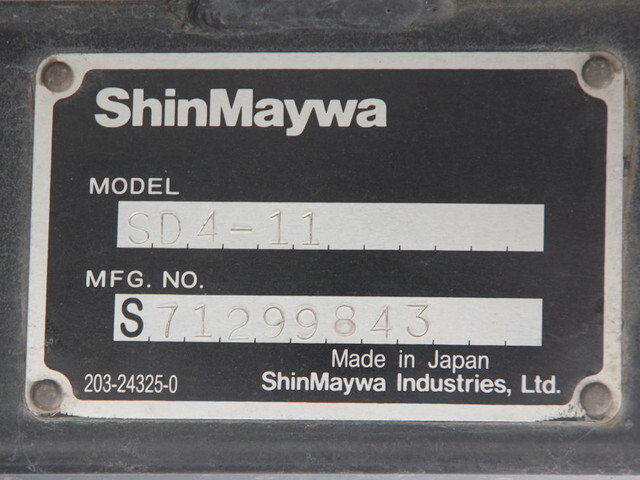 ShinMaywa
MODEL
SD4-11
MFG. NO.
S71299843
Made in Japan
203-24325-0 ShinMaywa Industries, Ltd.